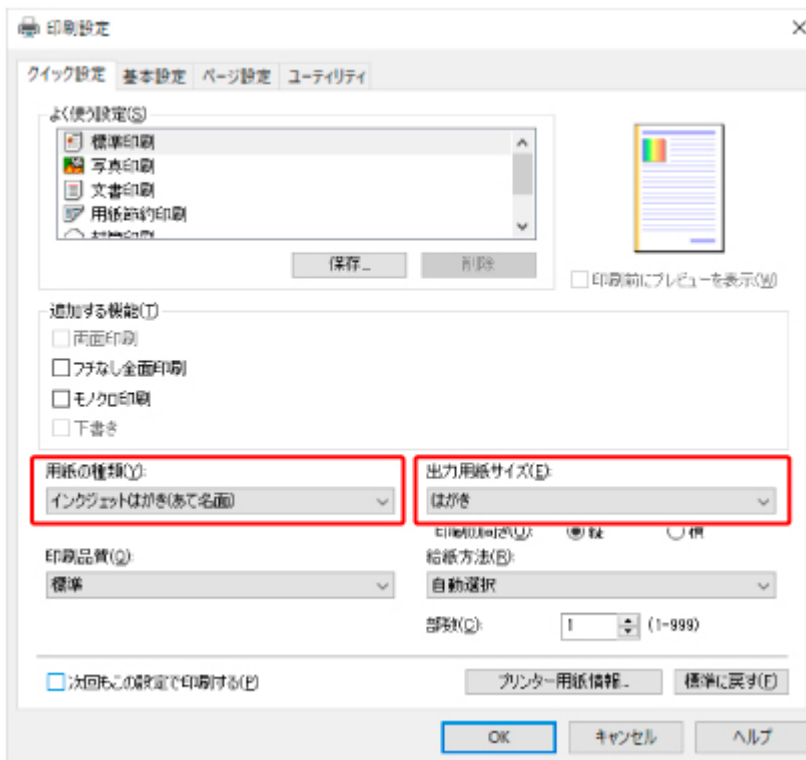 印刷設定
クイック設定 基本設定 ページ設定 ユーティリティ
よく使う設定(S)
標準印刷
写真印刷
文書印刷
用紙節約印刷
封筒印刷
保存... 削除
印刷前にプレビューを表示(W)
追加する機能(T)
両面印刷
フチなし全面印刷
モノクロ印刷
下書き
用紙の種類(Y): 出力用紙サイズ(E):
インクジェットはがき(あて名面) はがき
印刷の向き(U): 縦 横
印刷品質(Q): 給紙方法(R):
標準 自動選択
部数(C): 1 (1-999)
次回もこの設定で印刷する(P) プリンター用紙情報... 標準に戻す(F)
OK キャンセル ヘルプ